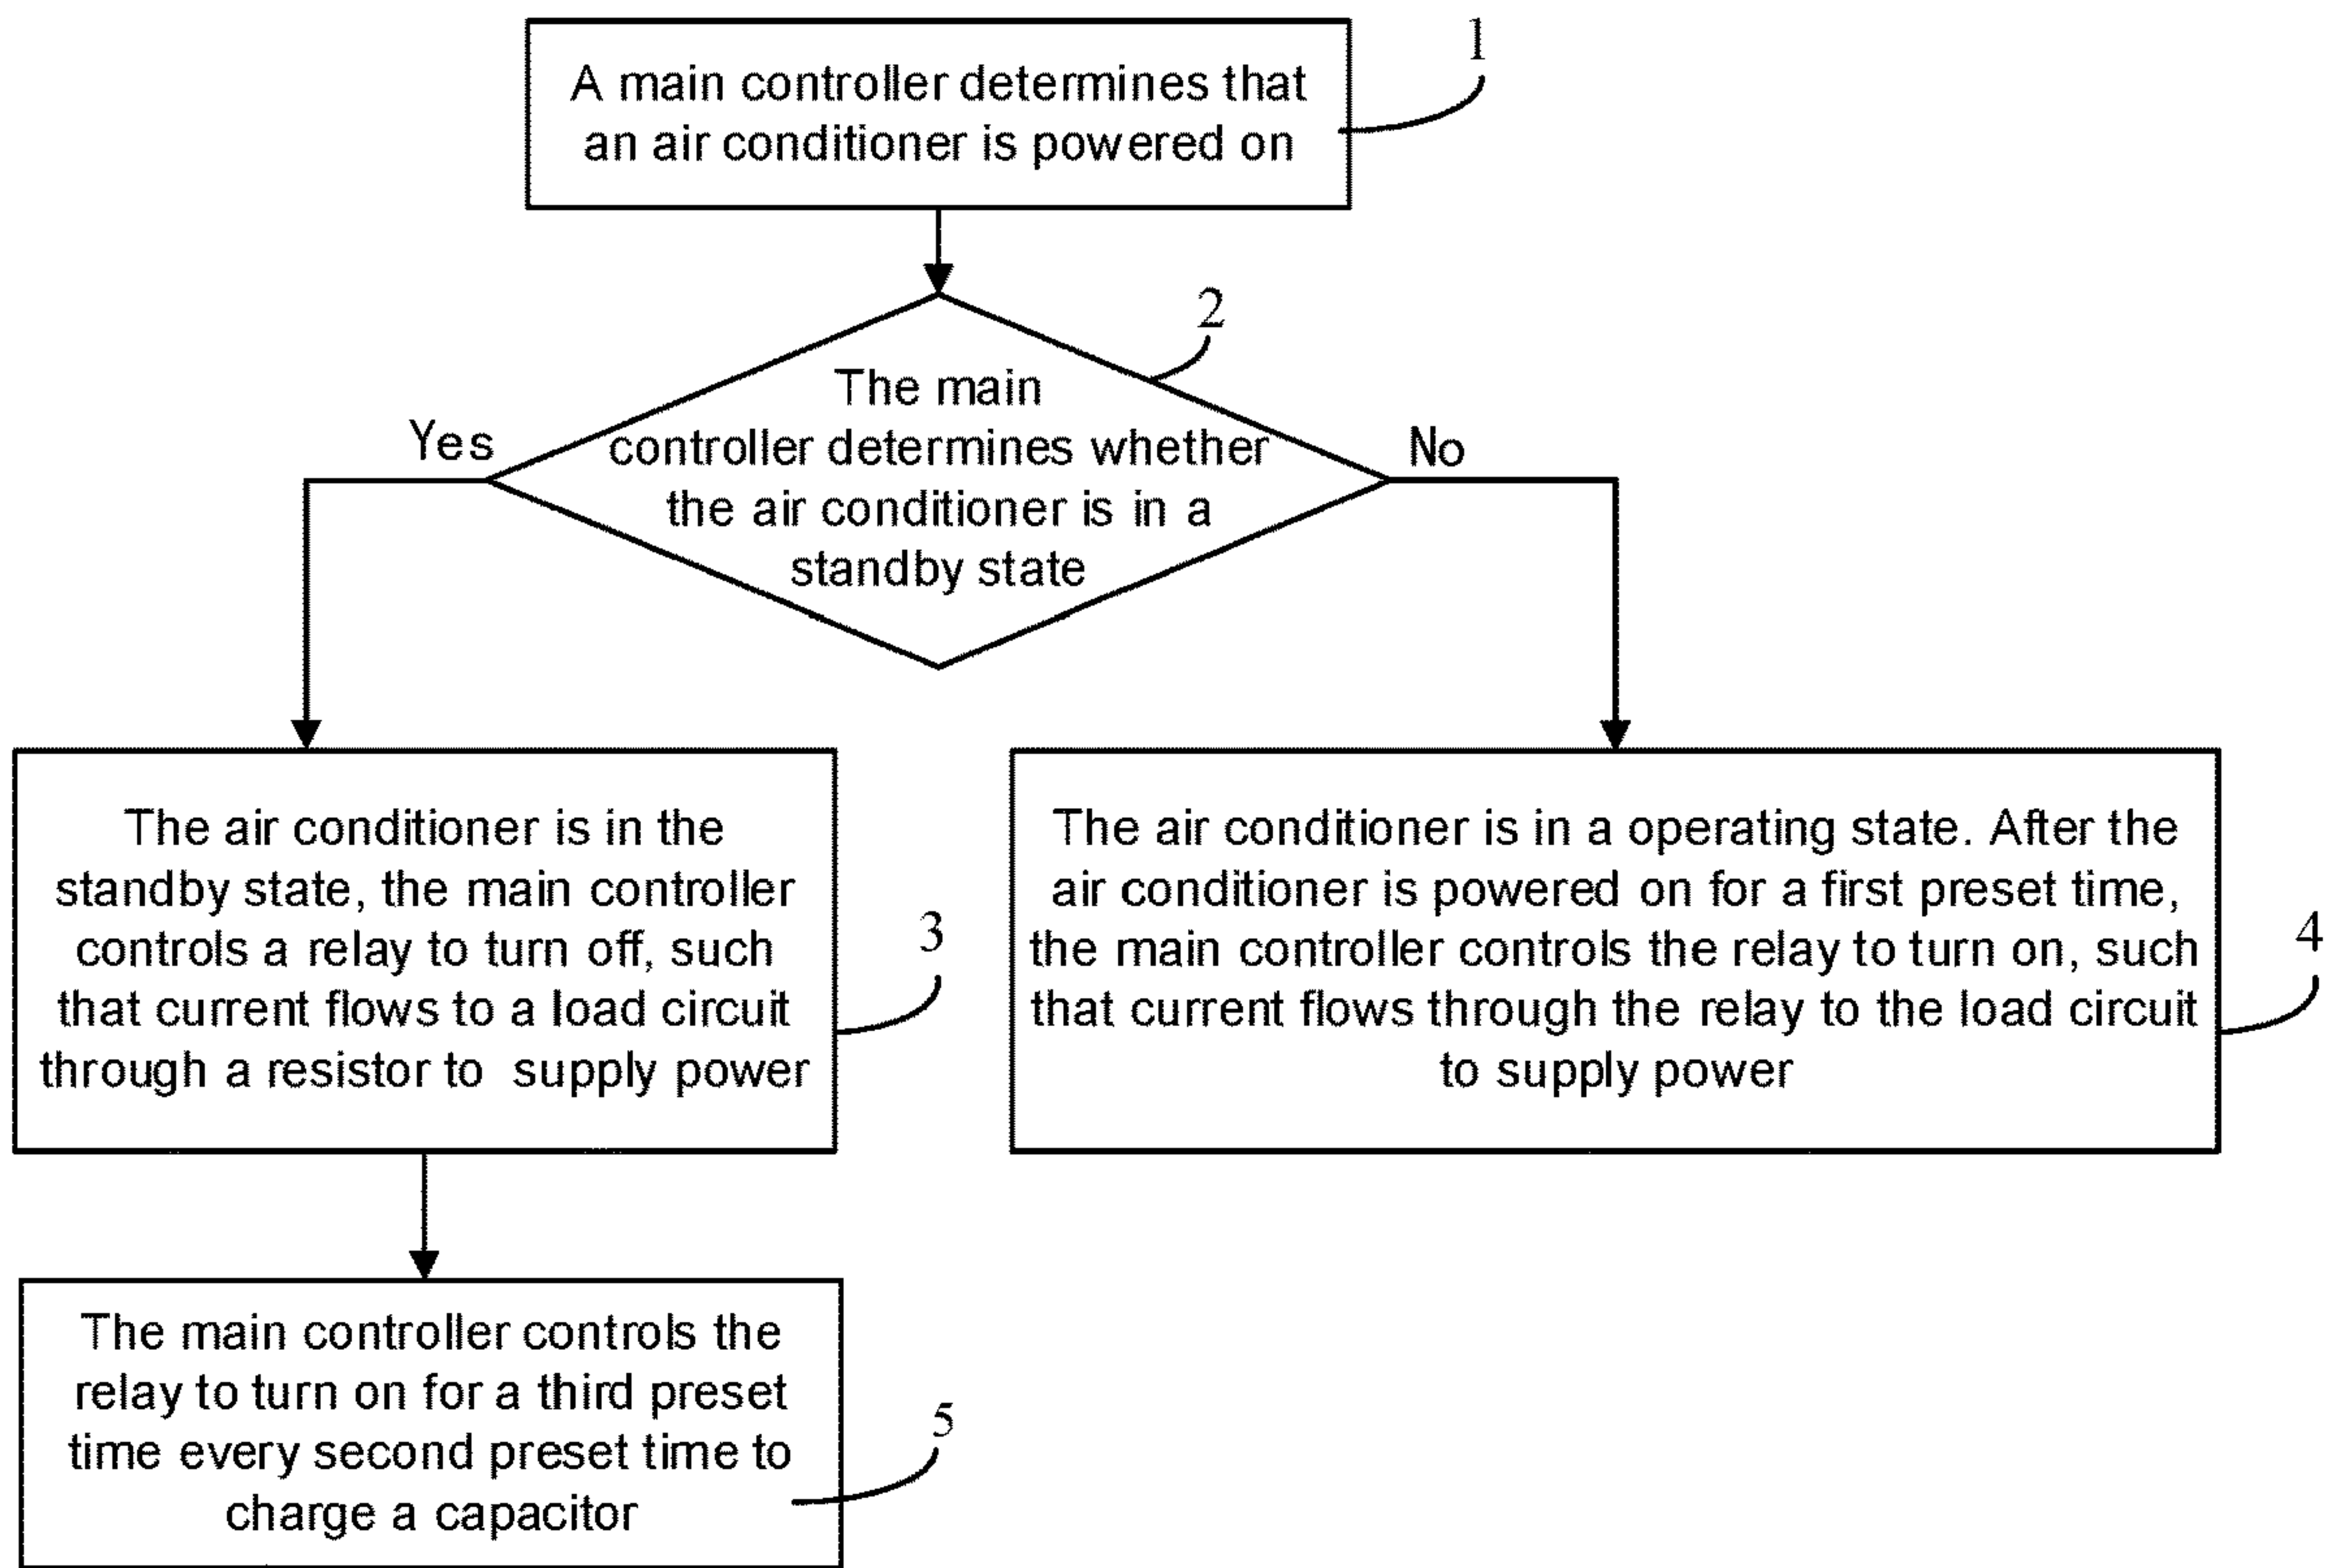 1
A main controller determines that
an air conditioner is powered on
2
The main
controller determines whether
the air conditioner is in a
standby state
Yes
No
The air conditioner is in the
standby state, the main controller
controls a relay to turn off, such
that current flows to a load circuit
through a resistor to supply power
3
The air conditioner is in a operating state. After the
air conditioner is powered on for a first preset time,
the main controller controls the relay to turn on, such
that current flows through the relay to the load circuit
to supply power
4
The main controller controls the
relay to turn on for a third preset
time every second preset time to
charge a capacitor
5